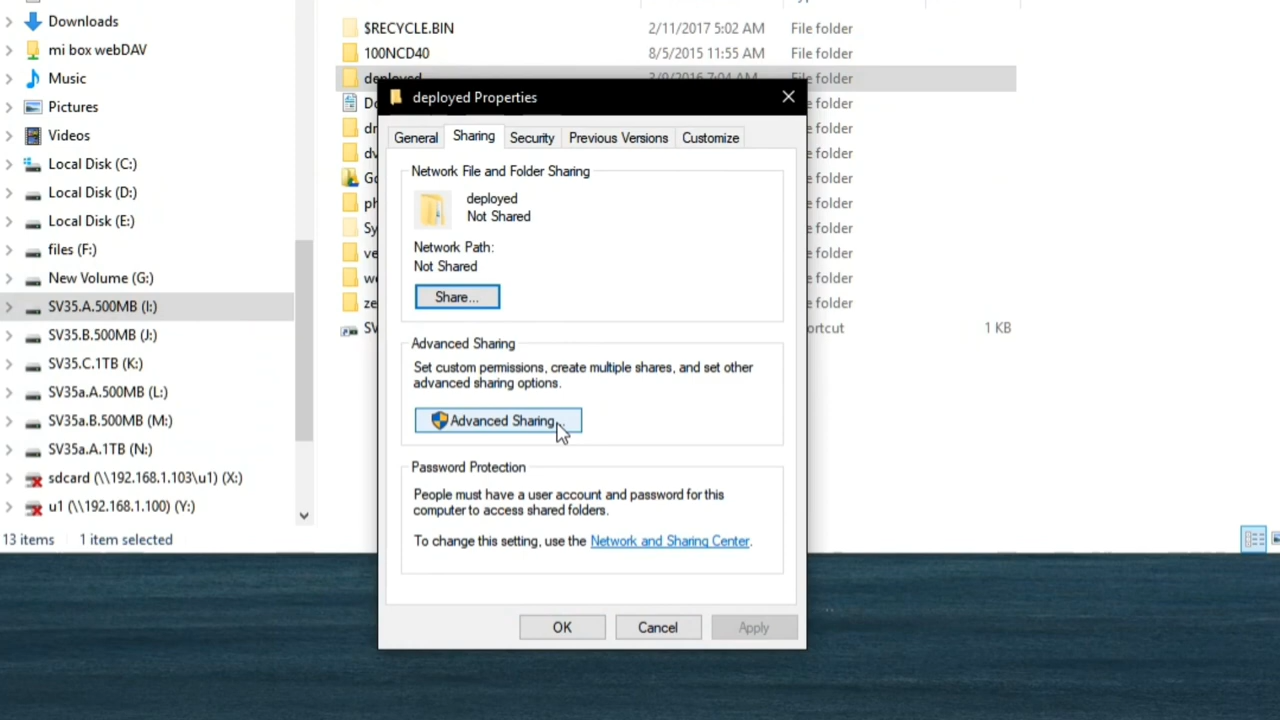 Downloads
mi box webDAV
Music
Pictures
Videos
Local Disk (C:)
Local Disk (D:)
Local Disk (E:)
files (F:)
New Volume (G:)
SV35.A.500MB (I:)
SV35.B.500MB (J:)
SV35.C.1TB (K:)
SV35a.A.500MB (L:)
SV35a.B.500MB (M:)
SV35a.A.1TB (N:)
sdcard (\\192.168.1.103\u1) (X:)
u1 (\\192.168.1.100) (Y:)
13 items 1 item selected
$RECYCLE.BIN 2/11/2017 5:02 AM File folder
100NCD40 8/5/2015 11:55 AM File folder
deployed 3/9/2016 7:04 AM File folder
e folder
e folder
e folder
e folder
e folder
e folder
e folder
e folder
e folder
ortcut 1 KB
deployed Properties
General Sharing Security Previous Versions Customize
Network File and Folder Sharing
deployed
Not Shared
Network Path:
Not Shared
Share...
Advanced Sharing
Set custom permissions, create multiple shares, and set other
advanced sharing options.
Advanced Sharing...
Password Protection
People must have a user account and password for this
computer to access shared folders.
To change this setting, use the Network and Sharing Center.
OK Cancel Apply